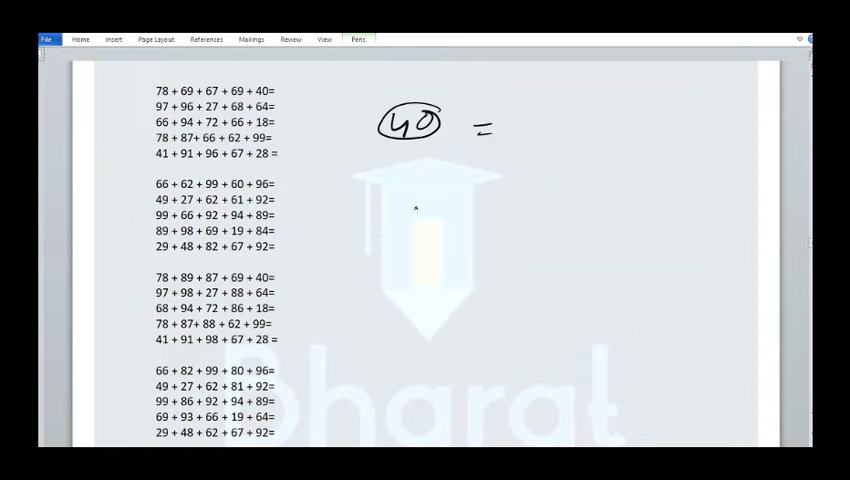 File Home Insert Page Layout References Mailings Review View Pens
78 + 69 + 67 + 69 + 40=
97 + 96 + 27 + 68 + 64=
66 + 94 + 72 + 66 + 18=
78 + 87+ 66 + 62 + 99=
41 + 91 + 96 + 67 + 28 =
40 =
66 + 62 + 99 + 60 + 96=
49 + 27 + 62 + 61 + 92=
99 + 66 + 92 + 94 + 89=
89 + 98 + 69 + 19 + 84=
29 + 48 + 82 + 67 + 92=
78 + 89 + 87 + 69 + 40=
97 + 98 + 27 + 88 + 64=
68 + 94 + 72 + 86 + 18=
78 + 87+ 88 + 62 + 99=
41 + 91 + 98 + 67 + 28 =
66 + 82 + 99 + 80 + 96=
49 + 27 + 62 + 81 + 92=
99 + 86 + 92 + 94 + 89=
69 + 93 + 66 + 19 + 64=
29 + 48 + 62 + 67 + 92=
Bharat